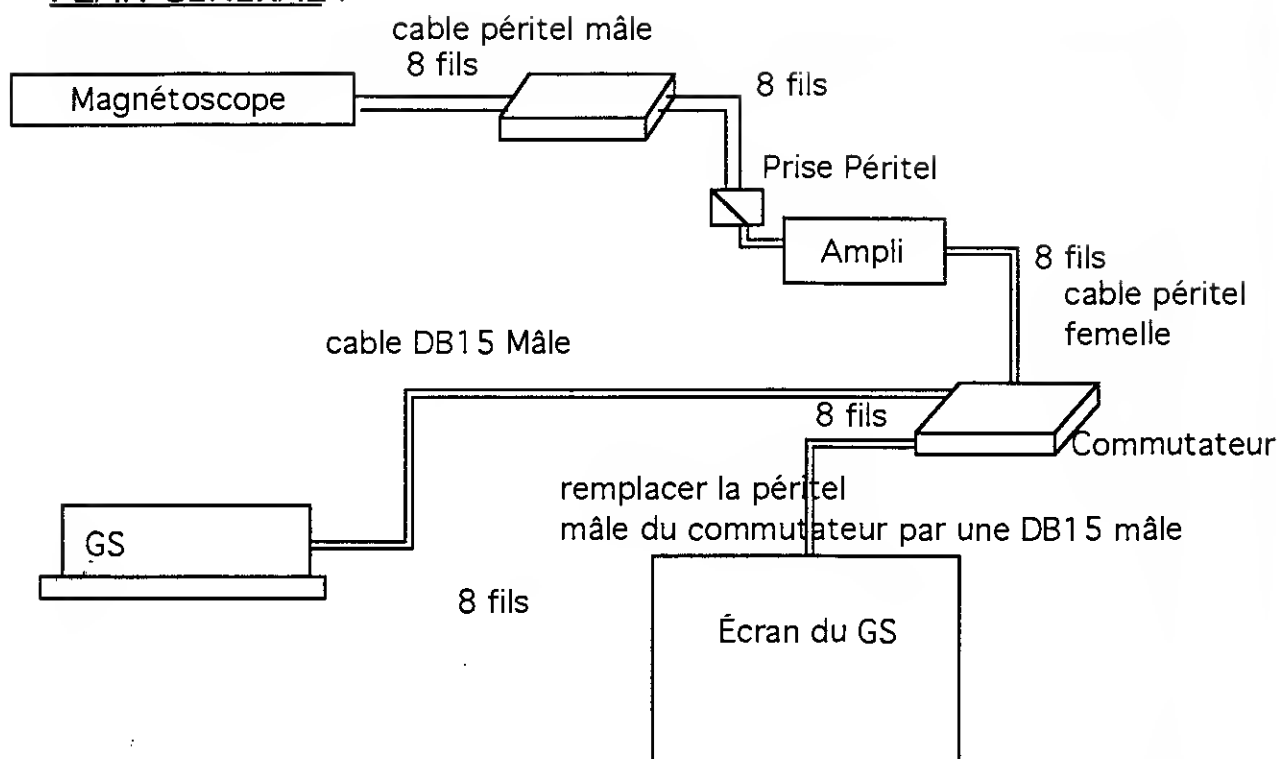 cable péritel mâle
8 fils
Magnétoscope
8 fils
Prise Péritel
Ampli
8 fils
cable péritel
femelle
cable DB15 Mâle
8 fils
Commutateur
remplacer la péritel
mâle du commutateur par une DB15 mâle
GS
8 fils
Écran du GS